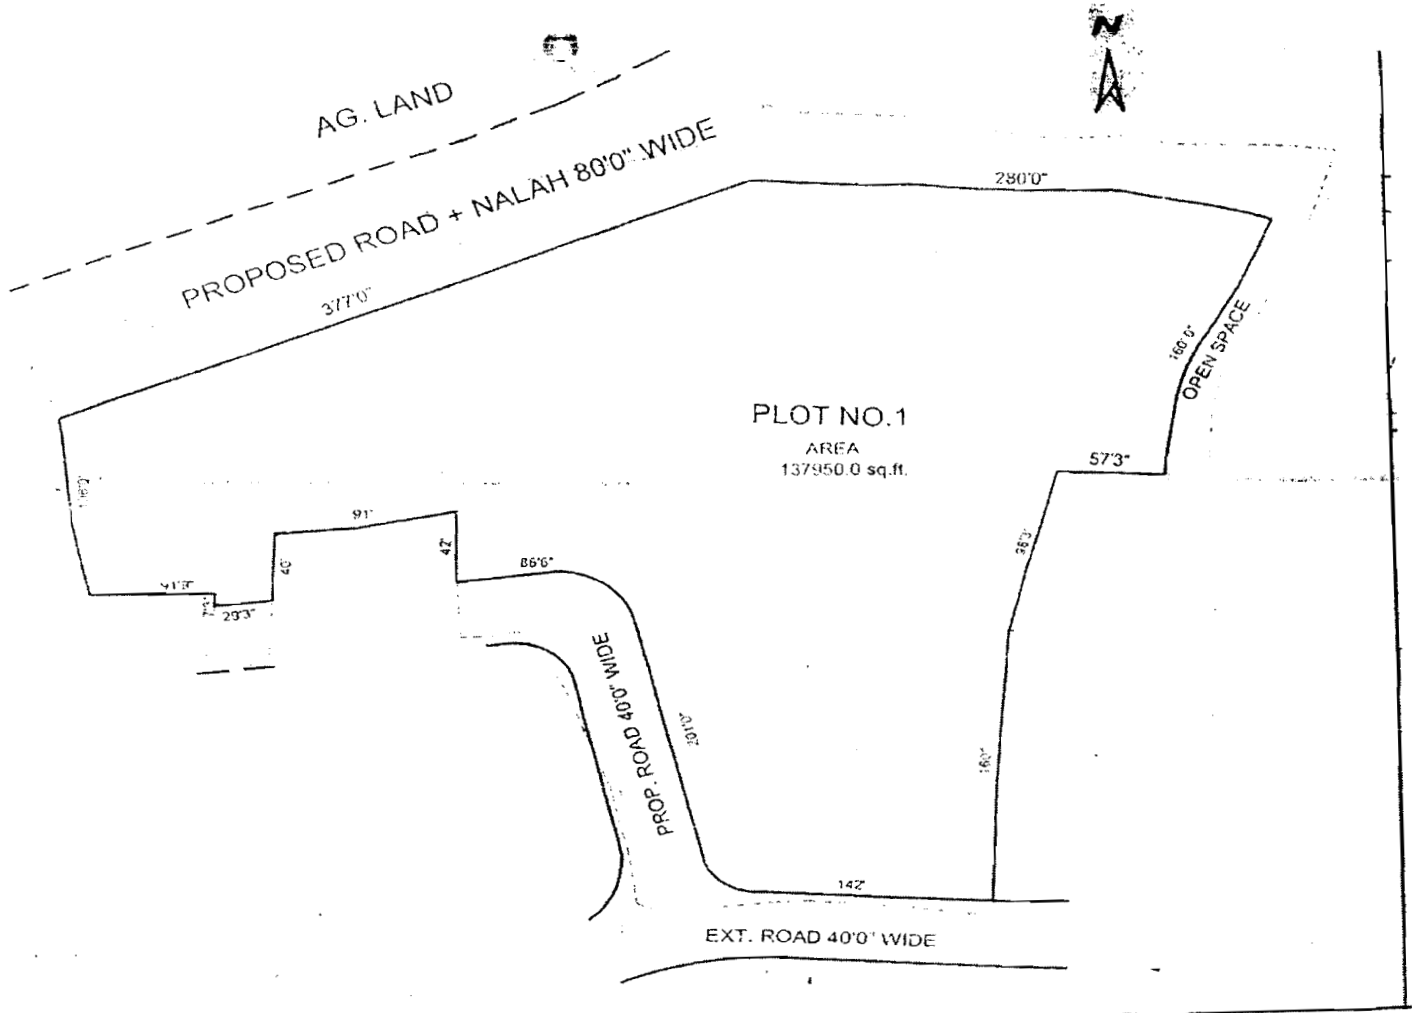 N
AG. LAND
PROPOSED ROAD + NALAH 80'0" WIDE
280'0"
377'0"
160'0"
OPEN SPACE
PLOT NO.1
AREA
137950.0 sq.ft.
57'3"
91'
42'
40'
86'6"
29'3"
PROP. ROAD 40'0" WIDE
201'0"
160'
142'
EXT. ROAD 40'0" WIDE